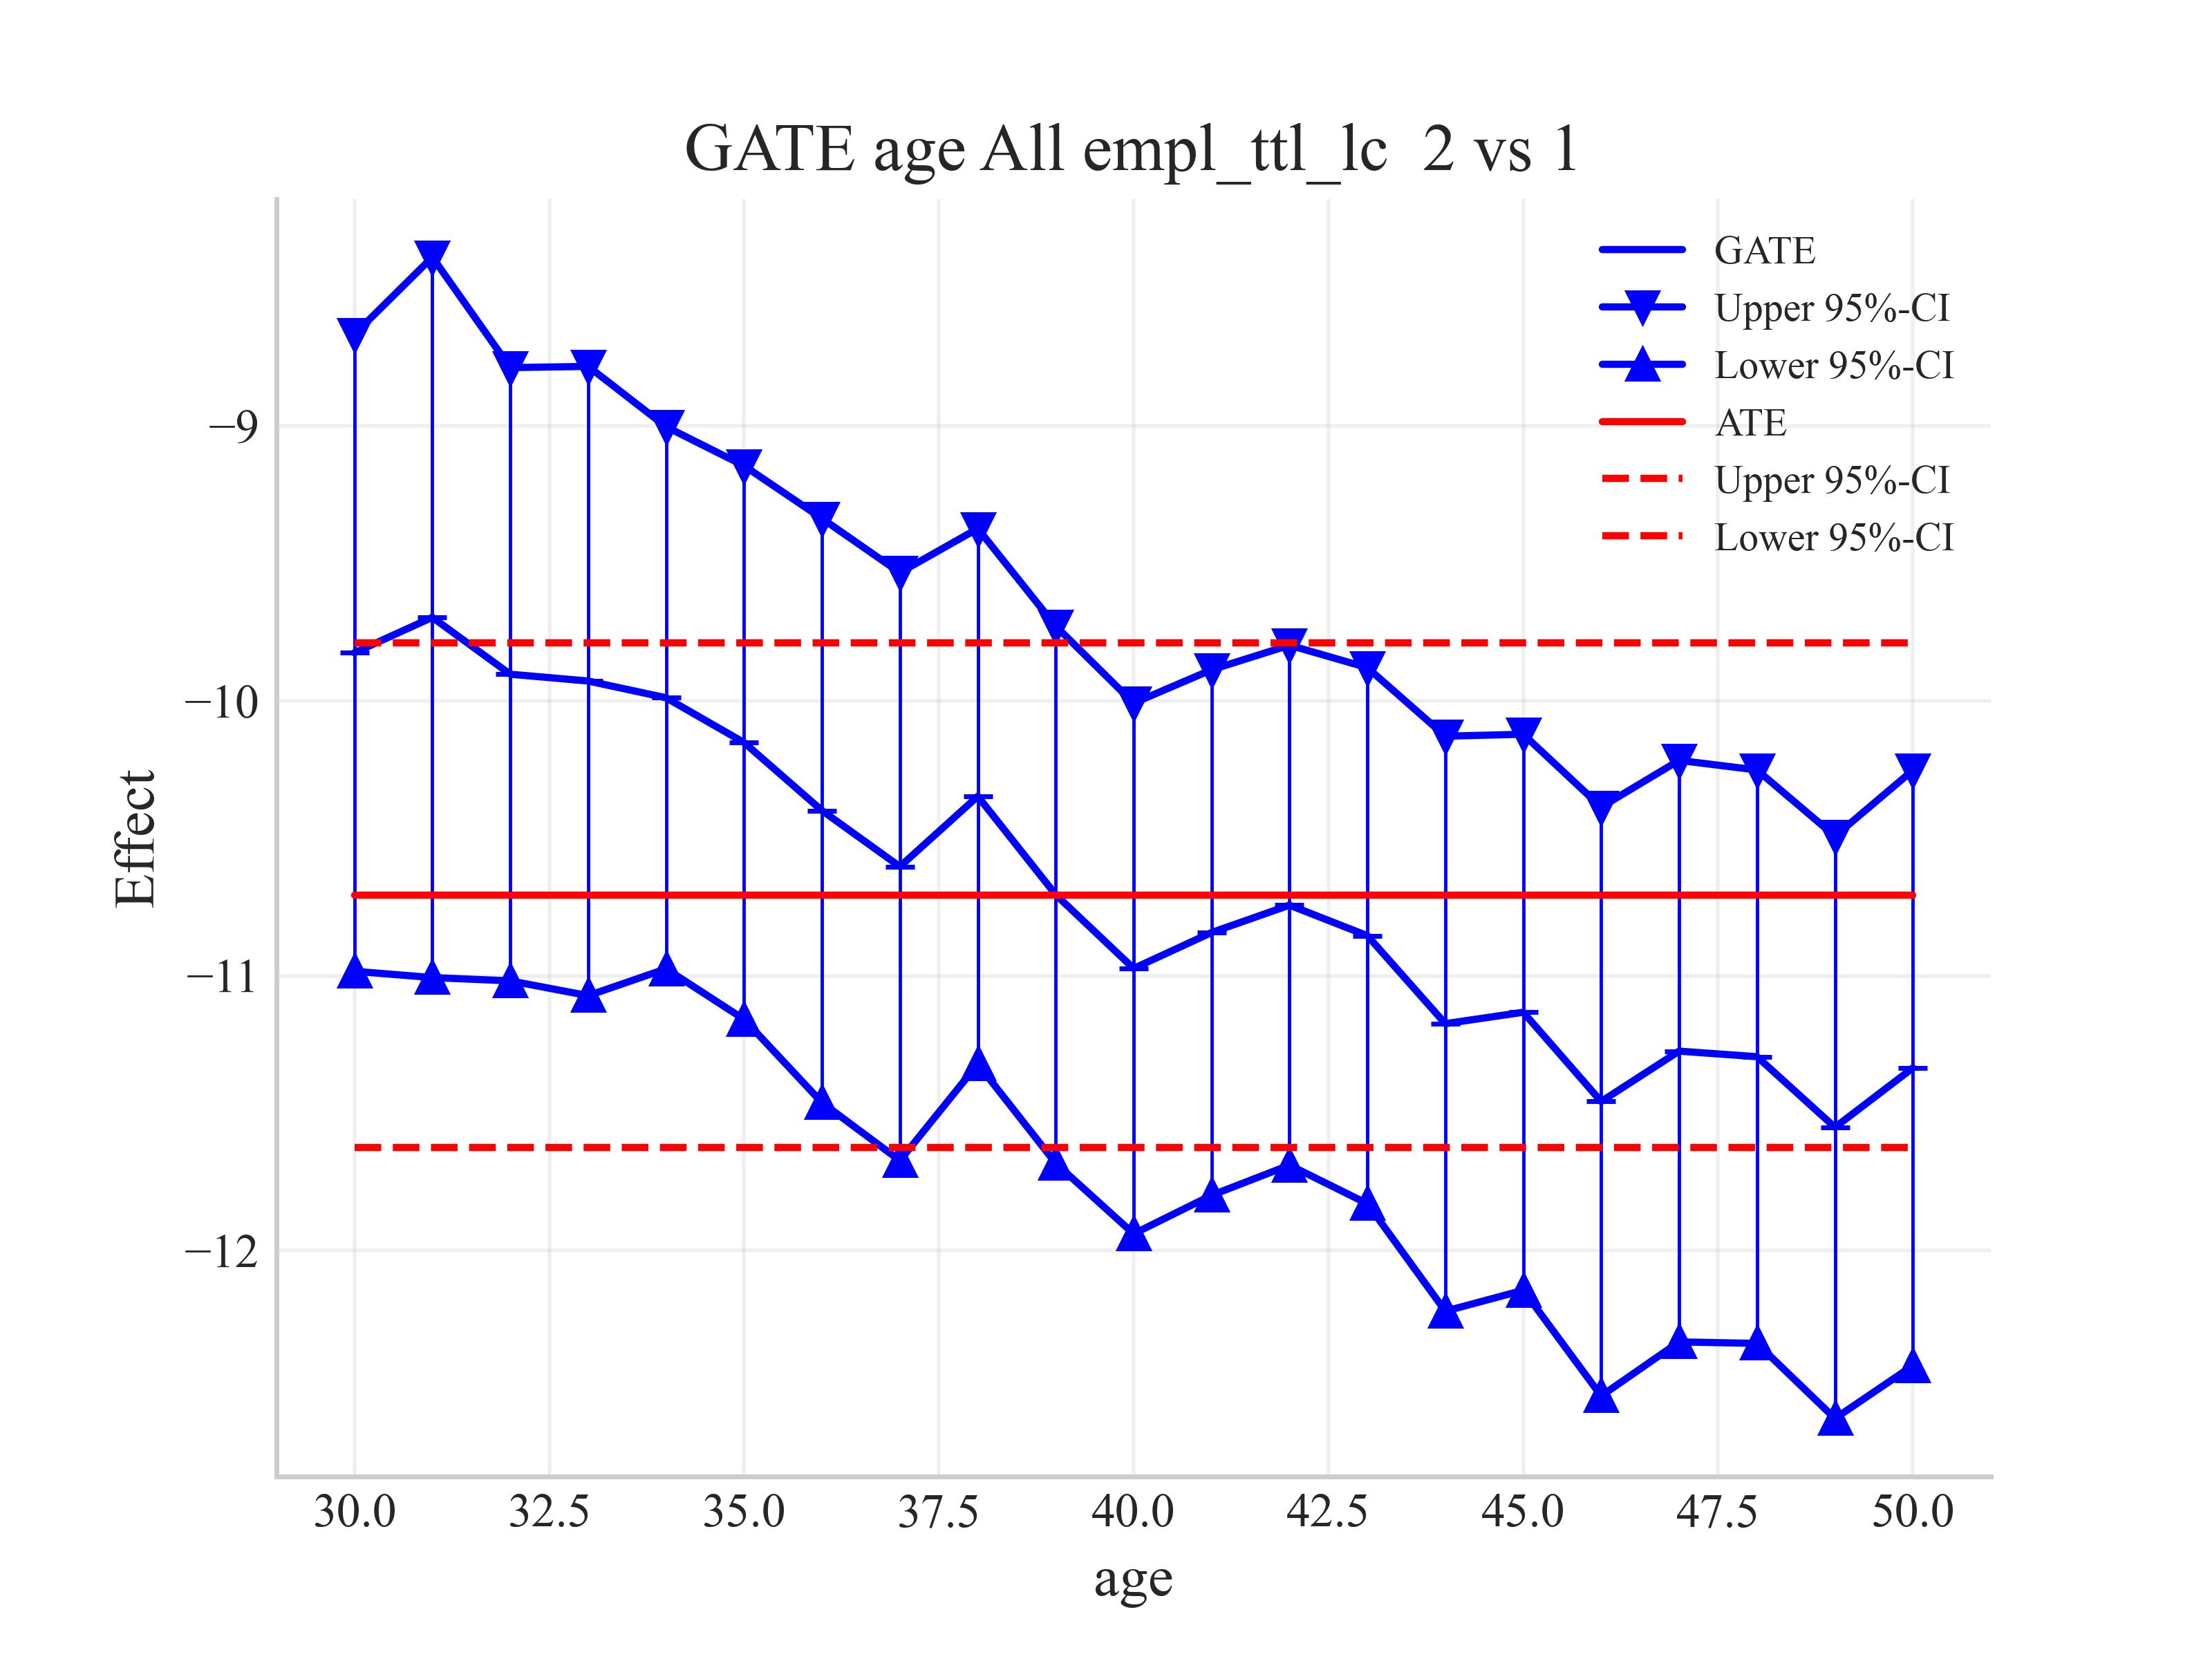 GATE age All empl_ttl_lc  2 vs 1
GATE
Upper 95%-CI
Lower 95%-CI
ATE
Upper 95%-CI
Lower 95%-CI
Effect
−9
−10
−11
−12
30.0 32.5 35.0 37.5 40.0 42.5 45.0 47.5 50.0
age